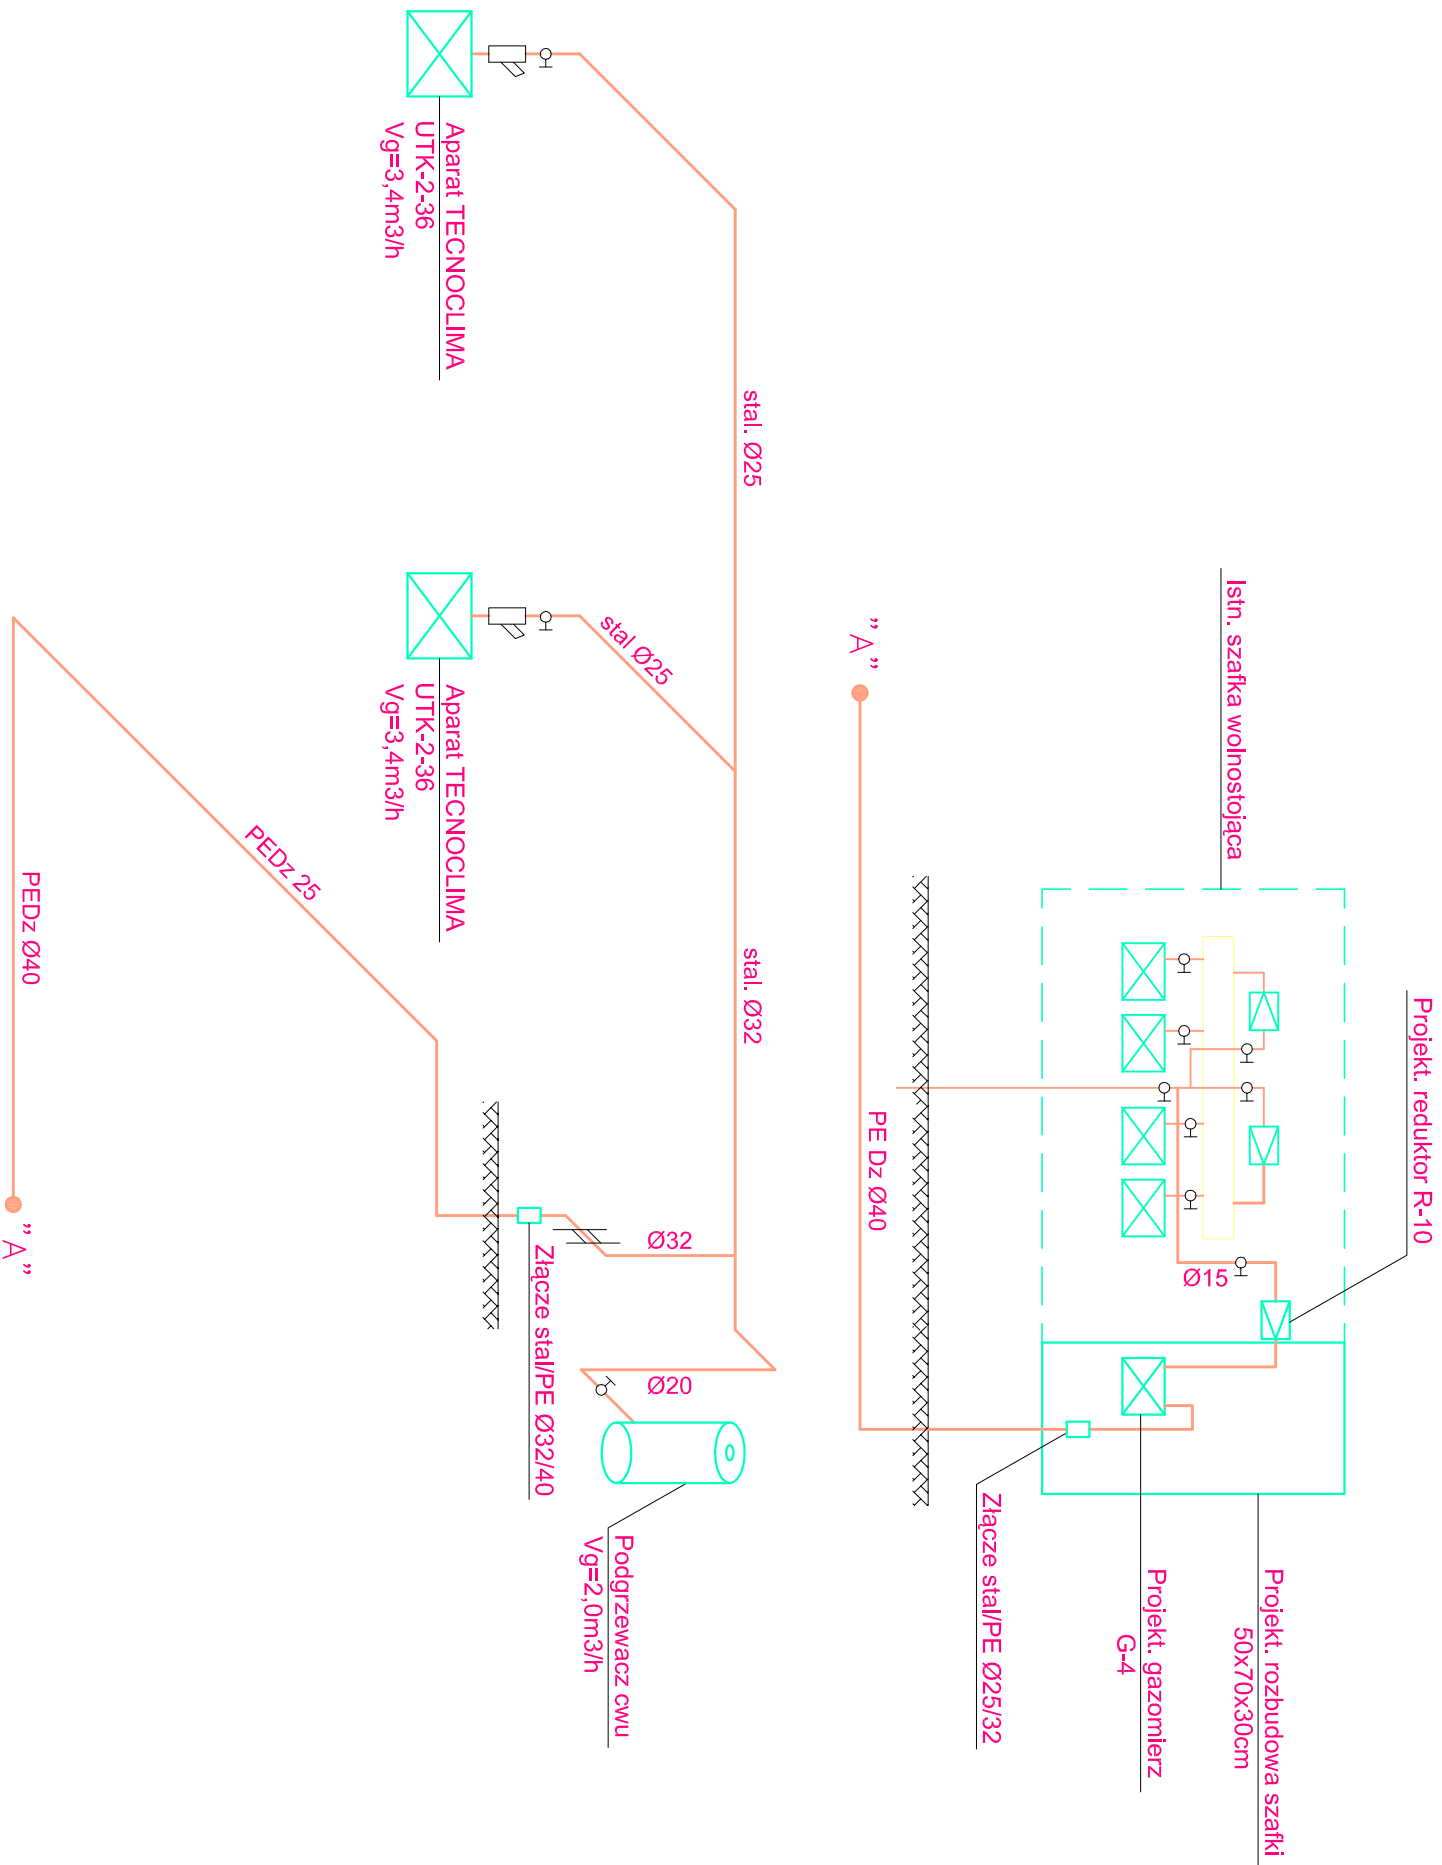 Projekt. reduktor R-10
Istn. szafka wolnostojąca
Projekt. rozbudowa szafki
50x70x30cm
Ø15
Projekt. gazomierz
G-4
Złącze stal/PE Ø25/32
PE Dz Ø40
"A"
stal. Ø25
stal. Ø32
stal Ø25
Ø32
Ø20
Podgrzewacz cwu
Vg=2,0m3/h
Złącze stal/PE Ø32/40
Aparat TECNOCLIMA
UTK-2-36
Vg=3,4m3/h
Aparat TECNOCLIMA
UTK-2-36
Vg=3,4m3/h
PEDz 25
PEDz Ø40
"A"